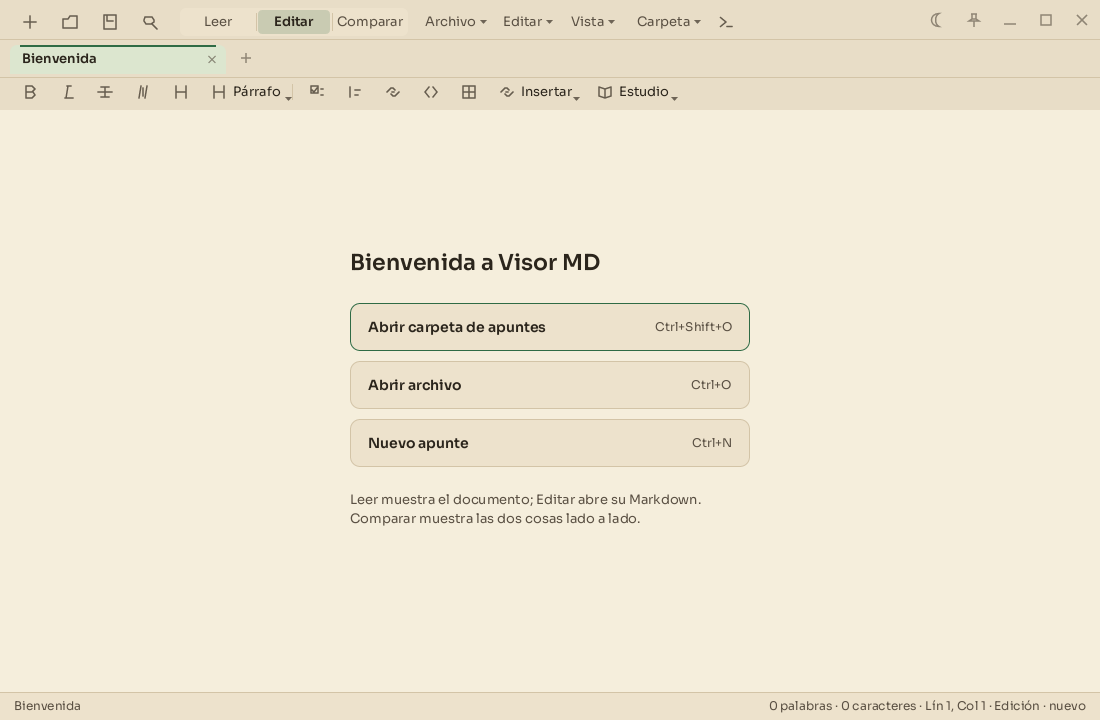 Leer Editar Comparar Archivo Editar Vista Carpeta
Bienvenida
Párrafo Insertar Estudio
Bienvenida a Visor MD
Abrir carpeta de apuntes Ctrl+Shift+O
Abrir archivo Ctrl+O
Nuevo apunte Ctrl+N
Leer muestra el documento; Editar abre su Markdown.
Comparar muestra las dos cosas lado a lado.
Bienvenida 0 palabras · 0 caracteres · Lín 1, Col 1 · Edición · nuevo